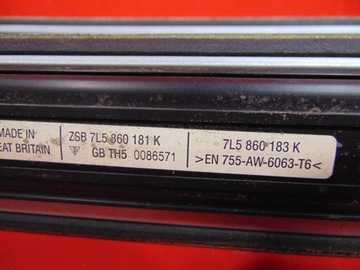 MADE IN
EAT BRITAIN
ZSB 7L5 860 181 K
GB TH5 0086571
7L5 860 183 K
>EN 755-AW-6063-T6<